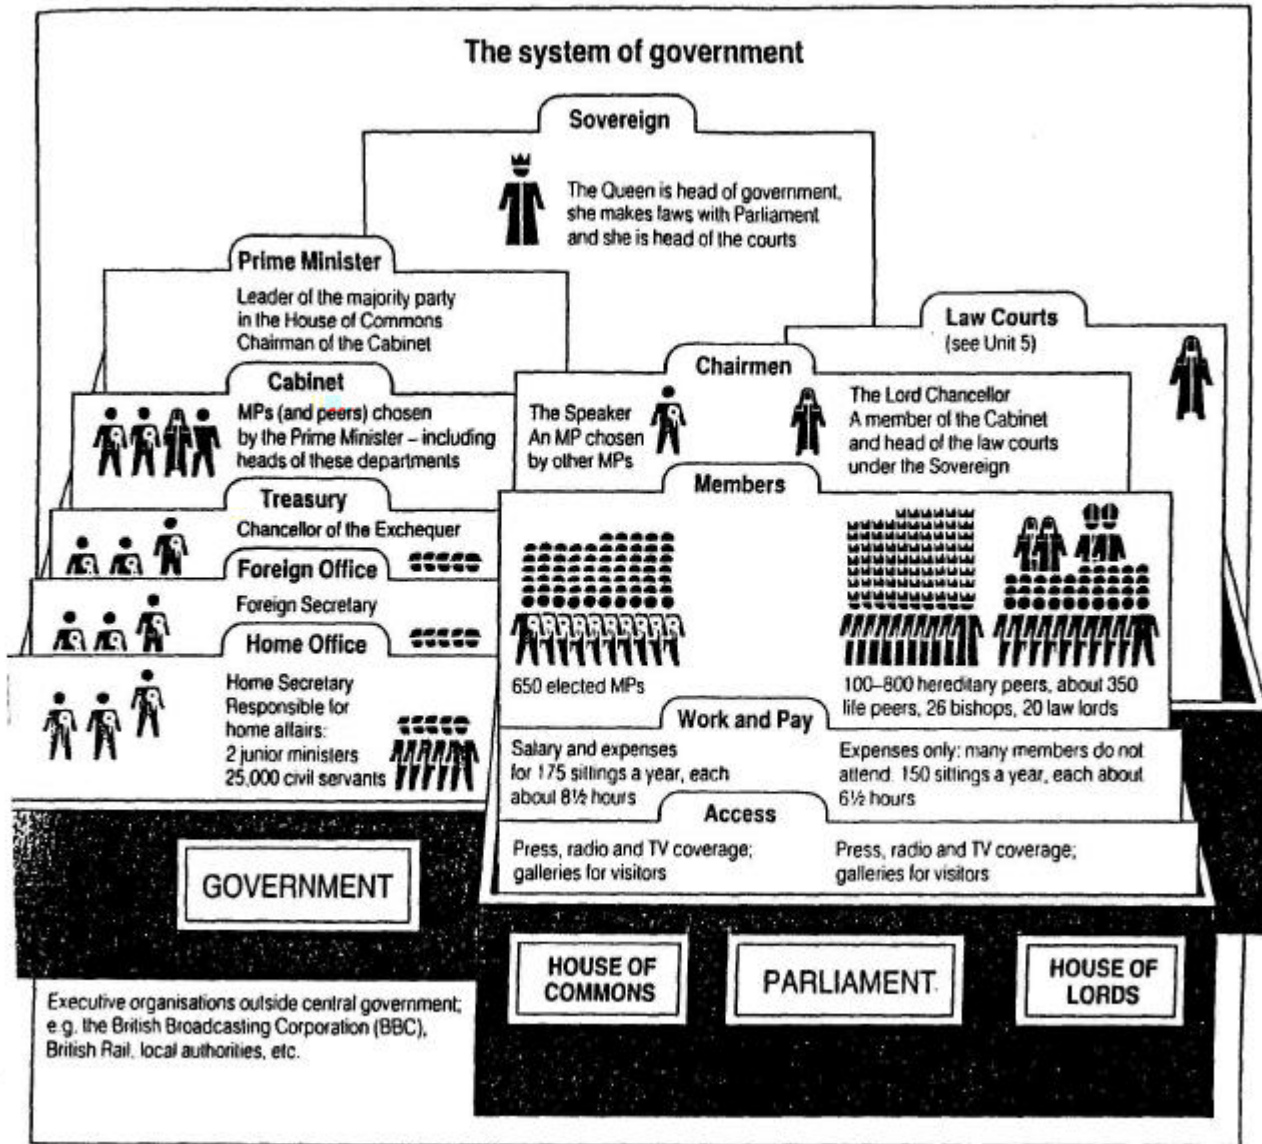 The system of government
Sovereign
The Queen is head of government,
she makes laws with Parliament
and she is head of the courts
Prime Minister
Leader of the majority party
in the House of Commons
Chairman of the Cabinet
Cabinet
MPs (and peers) chosen
by the Prime Minister – including
heads of these departments
Treasury
Chancellor of the Exchequer
Foreign Office
Foreign Secretary
Home Office
Home Secretary
Responsible for
home affairs:
2 junior ministers
25,000 civil servants
GOVERNMENT
Executive organisations outside central government;
e.g. the British Broadcasting Corporation (BBC),
British Rail, local authorities, etc.
Law Courts
(see Unit 5)
Chairmen
The Speaker
An MP chosen
by other MPs
The Lord Chancellor
A member of the Cabinet
and head of the law courts
under the Sovereign
Members
650 elected MPs
100–800 hereditary peers, about 350
life peers, 26 bishops, 20 law lords
Work and Pay
Salary and expenses
for 175 sittings a year, each
about 8½ hours
Expenses only: many members do not
attend. 150 sittings a year, each about
6½ hours
Access
Press, radio and TV coverage;
galleries for visitors
Press, radio and TV coverage;
galleries for visitors
HOUSE OF
COMMONS
PARLIAMENT
HOUSE OF
LORDS